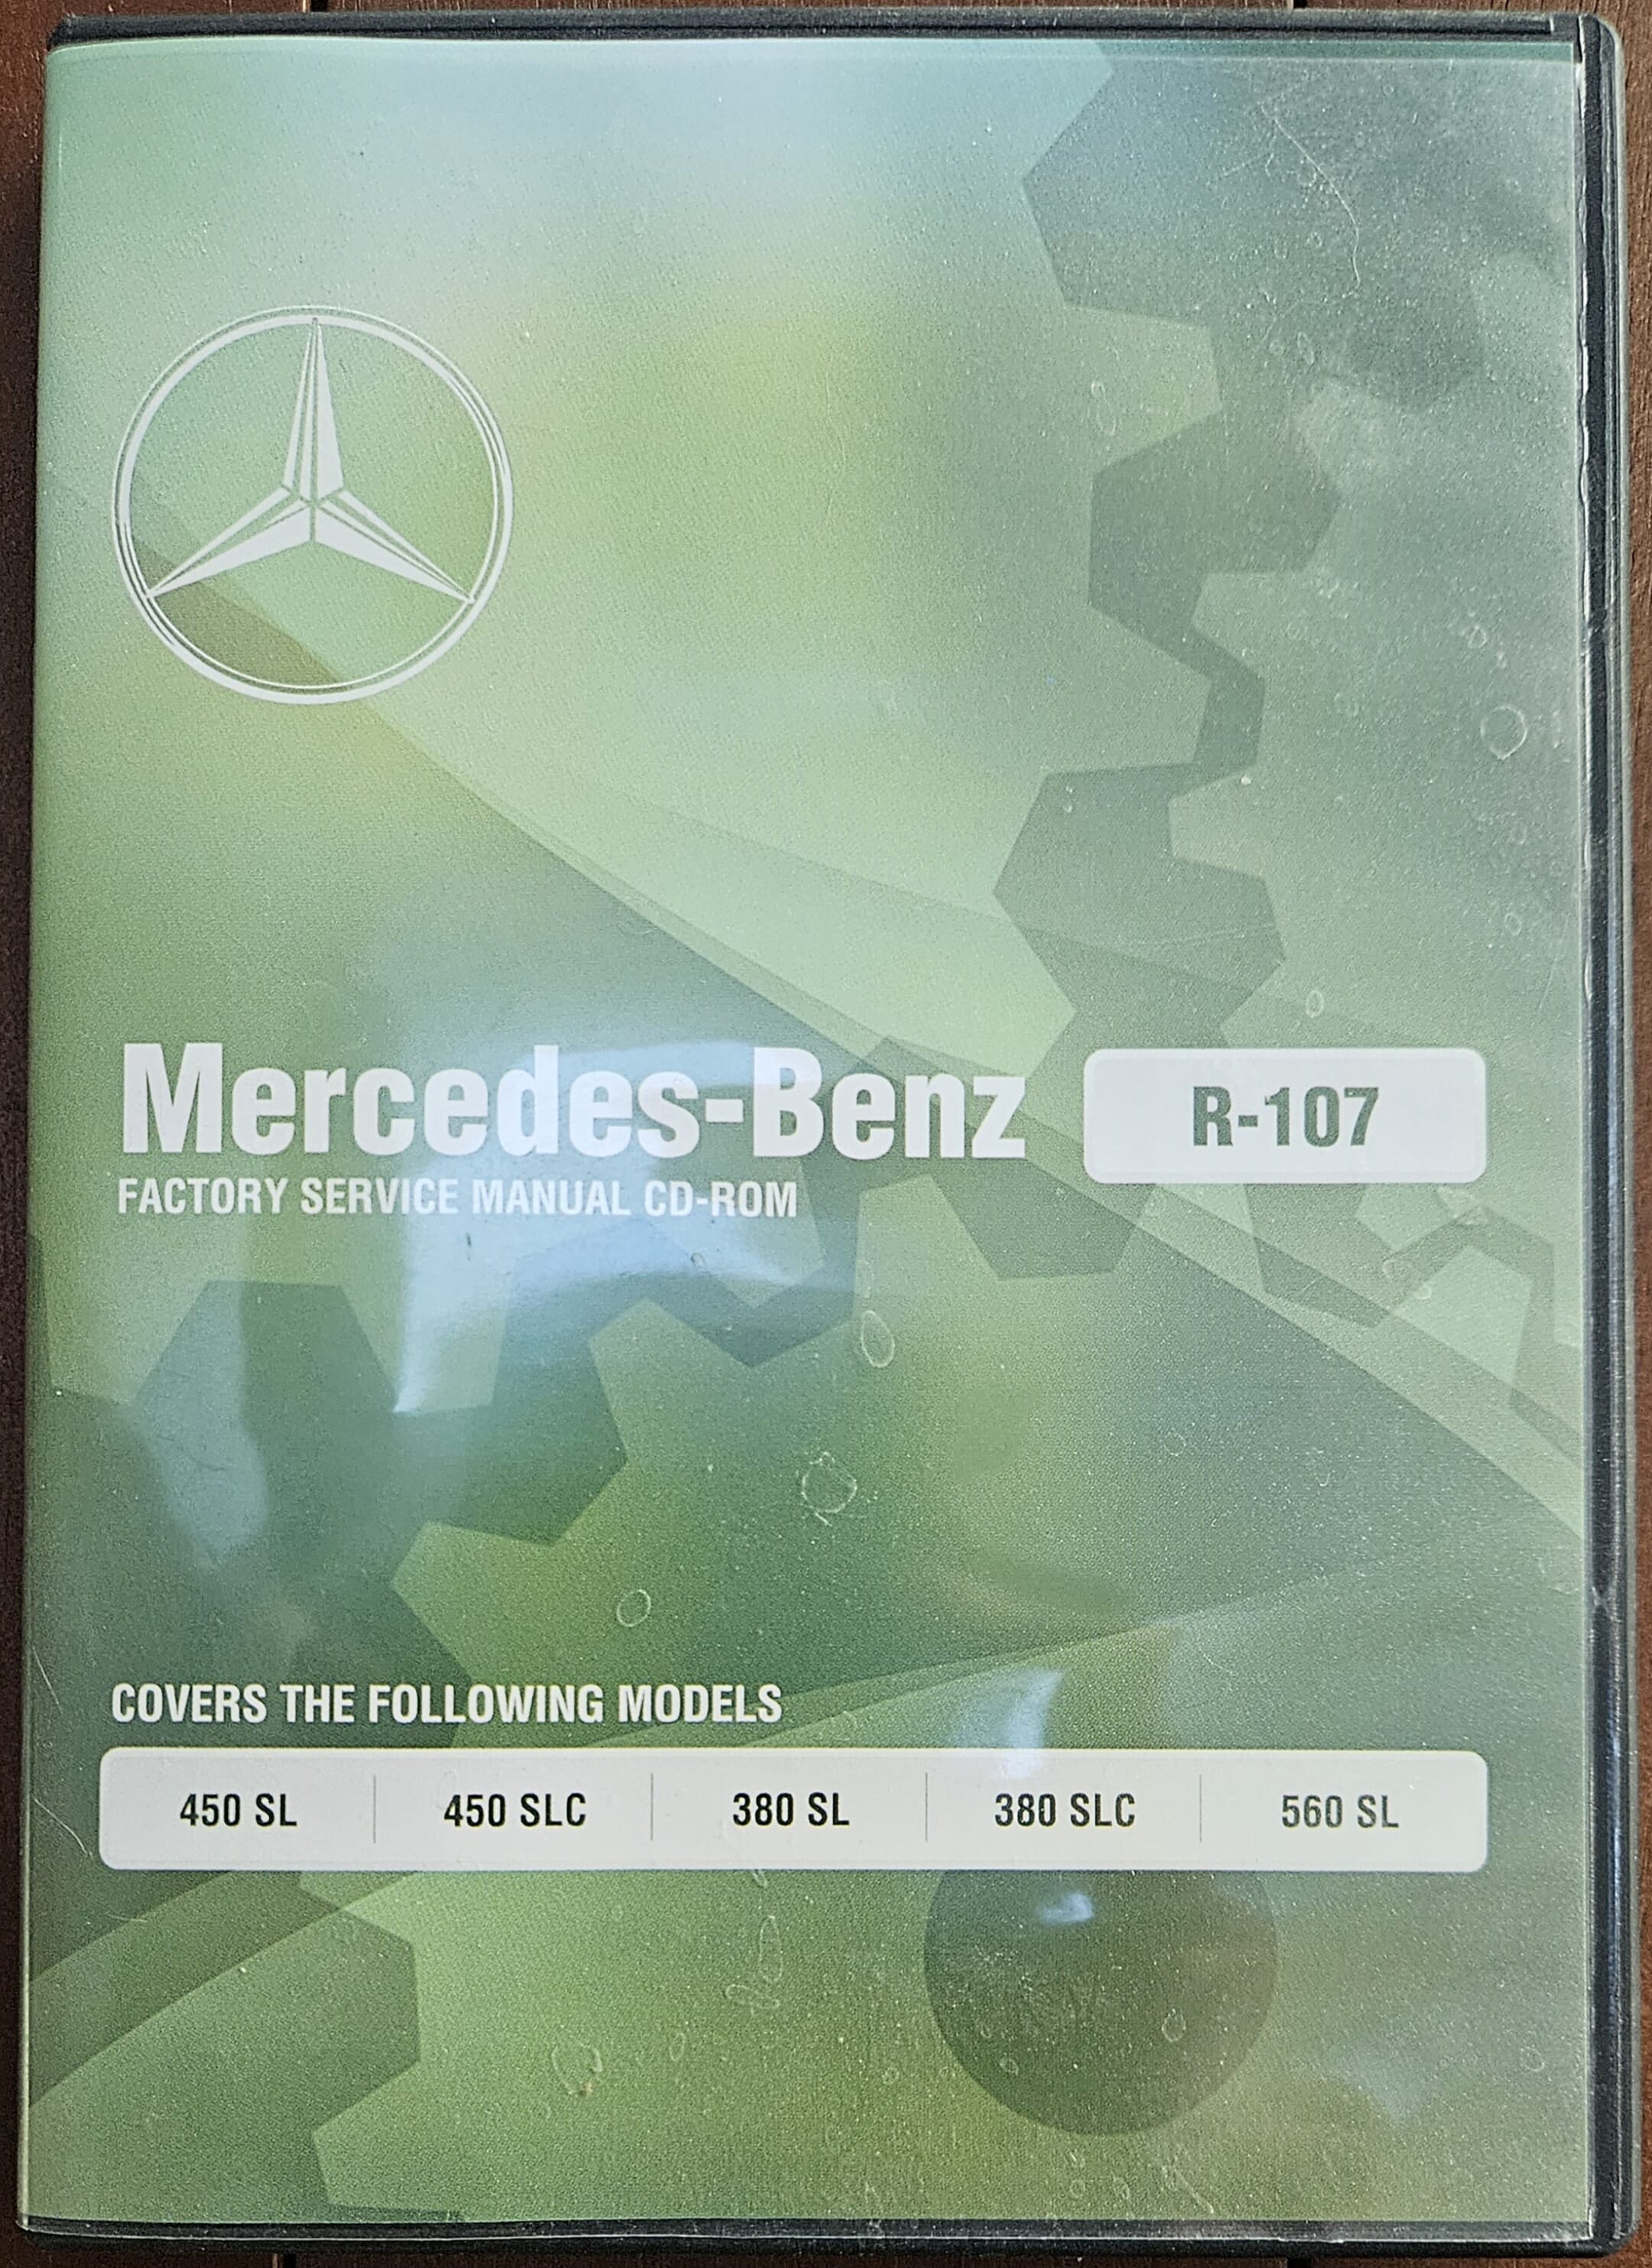 Mercedes-Benz R-107
FACTORY SERVICE MANUAL CD-ROM
COVERS THE FOLLOWING MODELS
450 SL 450 SLC 380 SL 380 SLC 560 SL